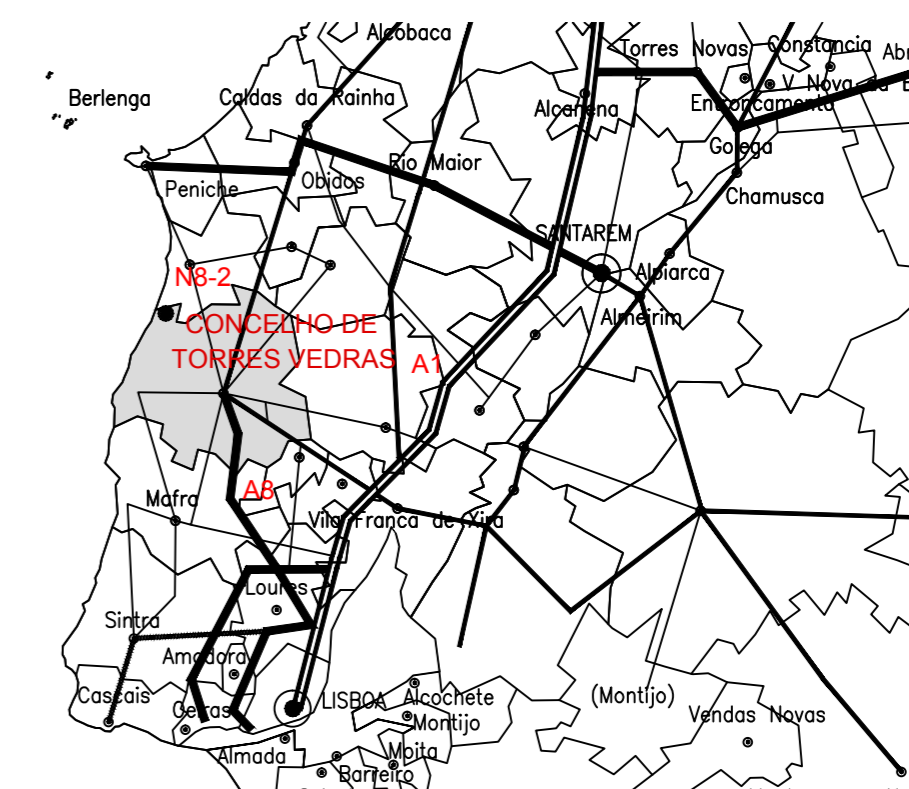 Alcobaca
Torres Novas
Constancia
Abr
Berlenga
Caldas da Rainha
V. Nova da B
Alcanena
Entroncamento
Golega
Rio Maior
Peniche
Obidos
Chamusca
SANTAREM
N8-2
Alpiarca
CONCELHO DE
TORRES VEDRAS
Almeirim
A1
A8
Mafra
Vila Franca de Xira
Loures
Sintra
Amadora
Cascais
Oeiras
LISBOA
Alcochete
(Montijo)
Montijo
Vendas Novas
Almada
Moita
Barreiro